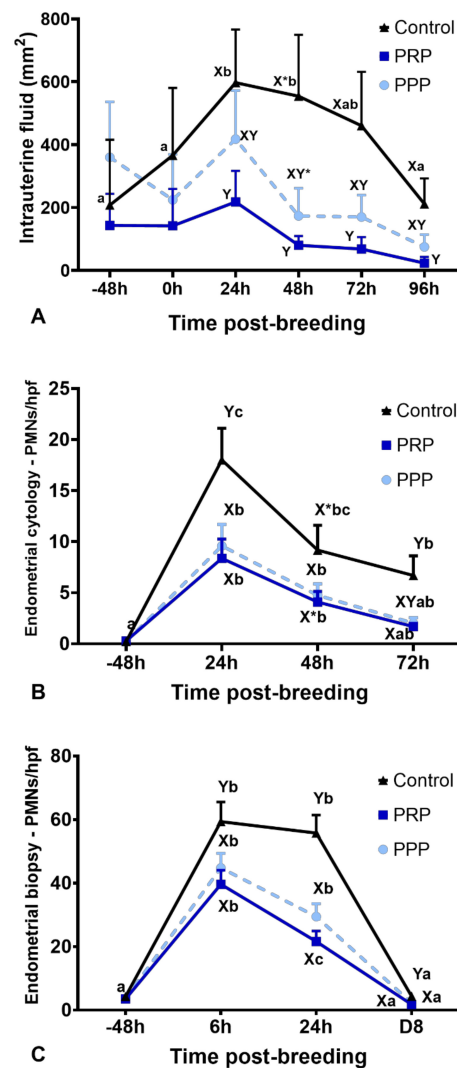 800
600
400
200
0
Intrauterine fluid (mm²)
Control
PRP
PPP
a
a
Xb
X*b
Xab
Xa
XY
XY*
XY
XY
Y
Y
Y
Y
-48h
0h
24h
48h
72h
96h
A
Time post-breeding
25
20
15
10
5
0
Endometrial cytology - PMNs/hpf
Control
PRP
PPP
a
Yc
X*bc
Yb
Xb
Xb
XYab
Xb
X*b
Xab
-48h
24h
48h
72h
B
Time post-breeding
80
60
40
20
0
Endometrial biopsy - PMNs/hpf
Control
PRP
PPP
a
Yb
Yb
Xb
Xb
Xb
Xc
Ya
Xa
Xa
-48h
6h
24h
D8
C
Time post-breeding